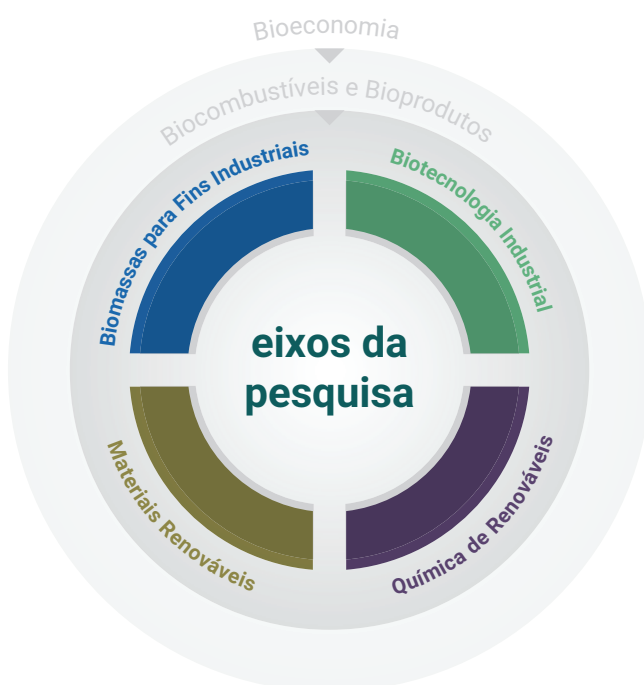 Bioeconomia
Biocombustíveis e Bioprodutos
Biomassas para Fins Industriais
Biotecnologia Industrial
eixos da
pesquisa
Materiais Renováveis
Química de Renováveis